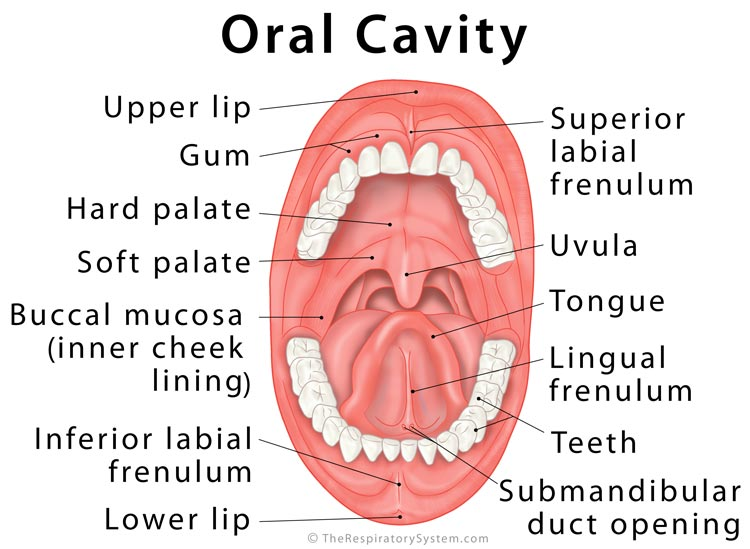 Oral Cavity
Upper lip
Gum
Hard palate
Soft palate
Buccal mucosa
(inner cheek
lining)
Inferior labial
frenulum
Lower lip
Superior
labial
frenulum
Uvula
Tongue
Lingual
frenulum
Teeth
Submandibular
duct opening
© TheRespiratorySystem.com